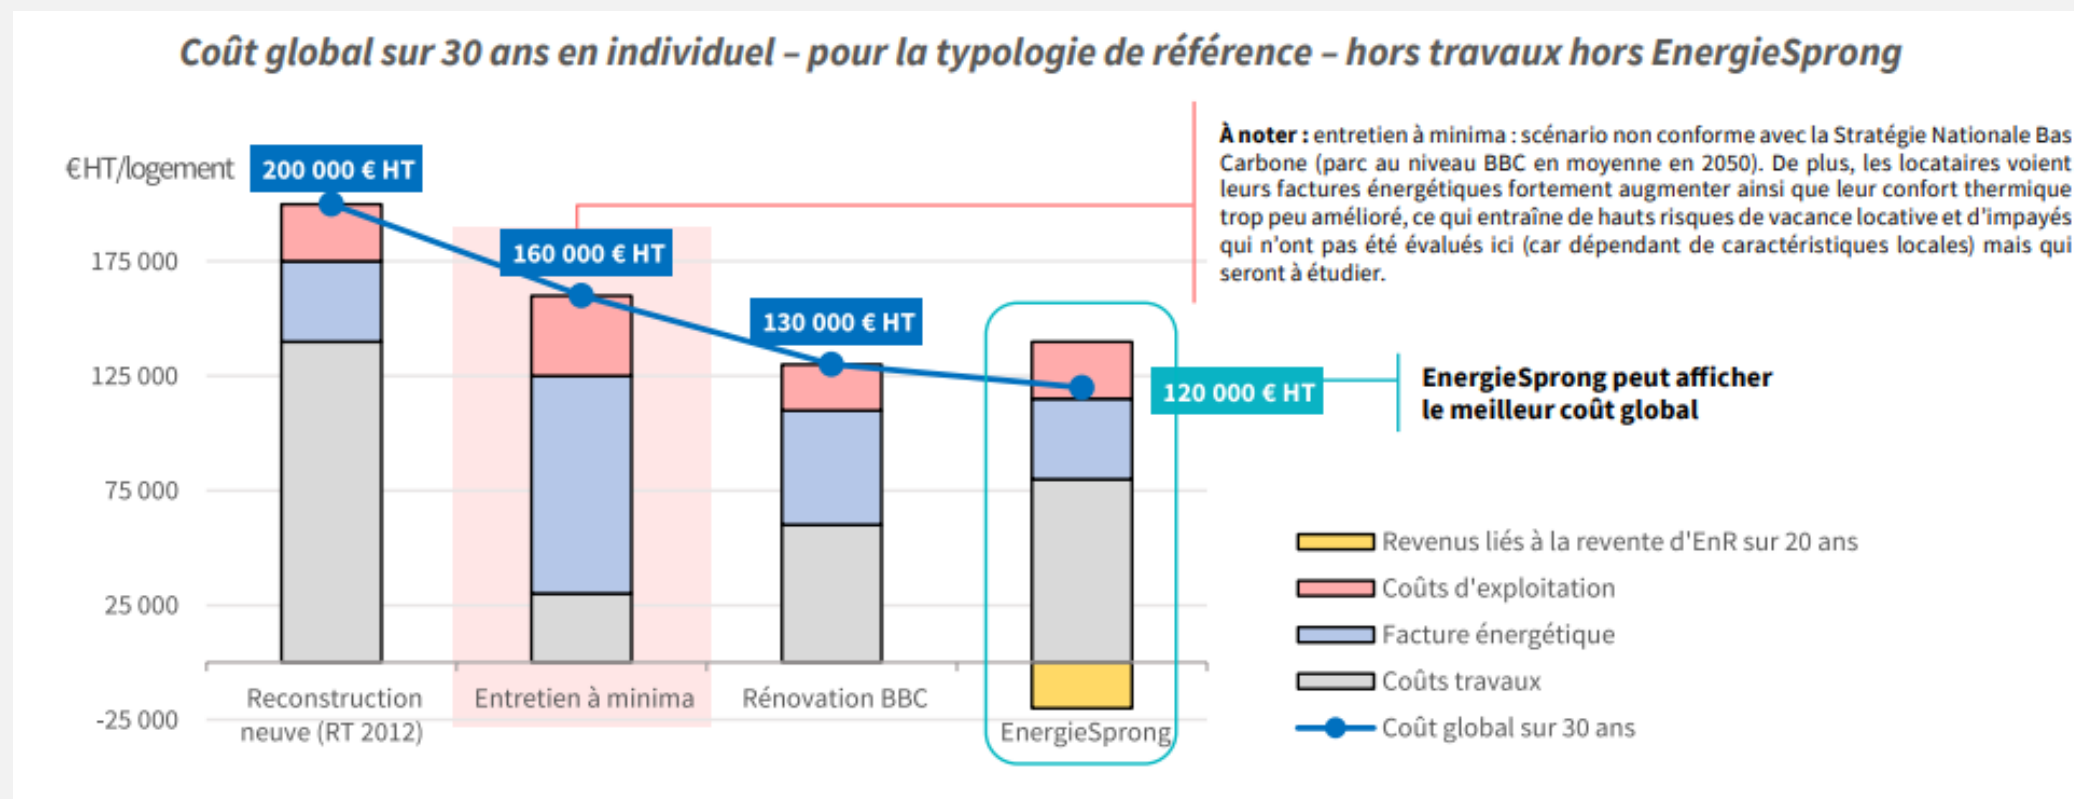 Coût global sur 30 ans en individuel – pour la typologie de référence – hors travaux hors EnergieSprong
€HT/logement
200 000 € HT
160 000 € HT
130 000 € HT
120 000 € HT
À noter : entretien à minima : scénario non conforme avec la Stratégie Nationale Bas
Carbone (parc au niveau BBC en moyenne en 2050). De plus, les locataires voient
leurs factures énergétiques fortement augmenter ainsi que leur confort thermique
trop peu amélioré, ce qui entraîne de hauts risques de vacance locative et d'impayés
qui n'ont pas été évalués ici (car dépendant de caractéristiques locales) mais qui
seront à étudier.
EnergieSprong peut afficher
le meilleur coût global
175 000
125 000
75 000
25 000
-25 000
Reconstruction
neuve (RT 2012)
Entretien à minima
Rénovation BBC
EnergieSprong
Revenus liés à la revente d'EnR sur 20 ans
Coûts d'exploitation
Facture énergétique
Coûts travaux
Coût global sur 30 ans